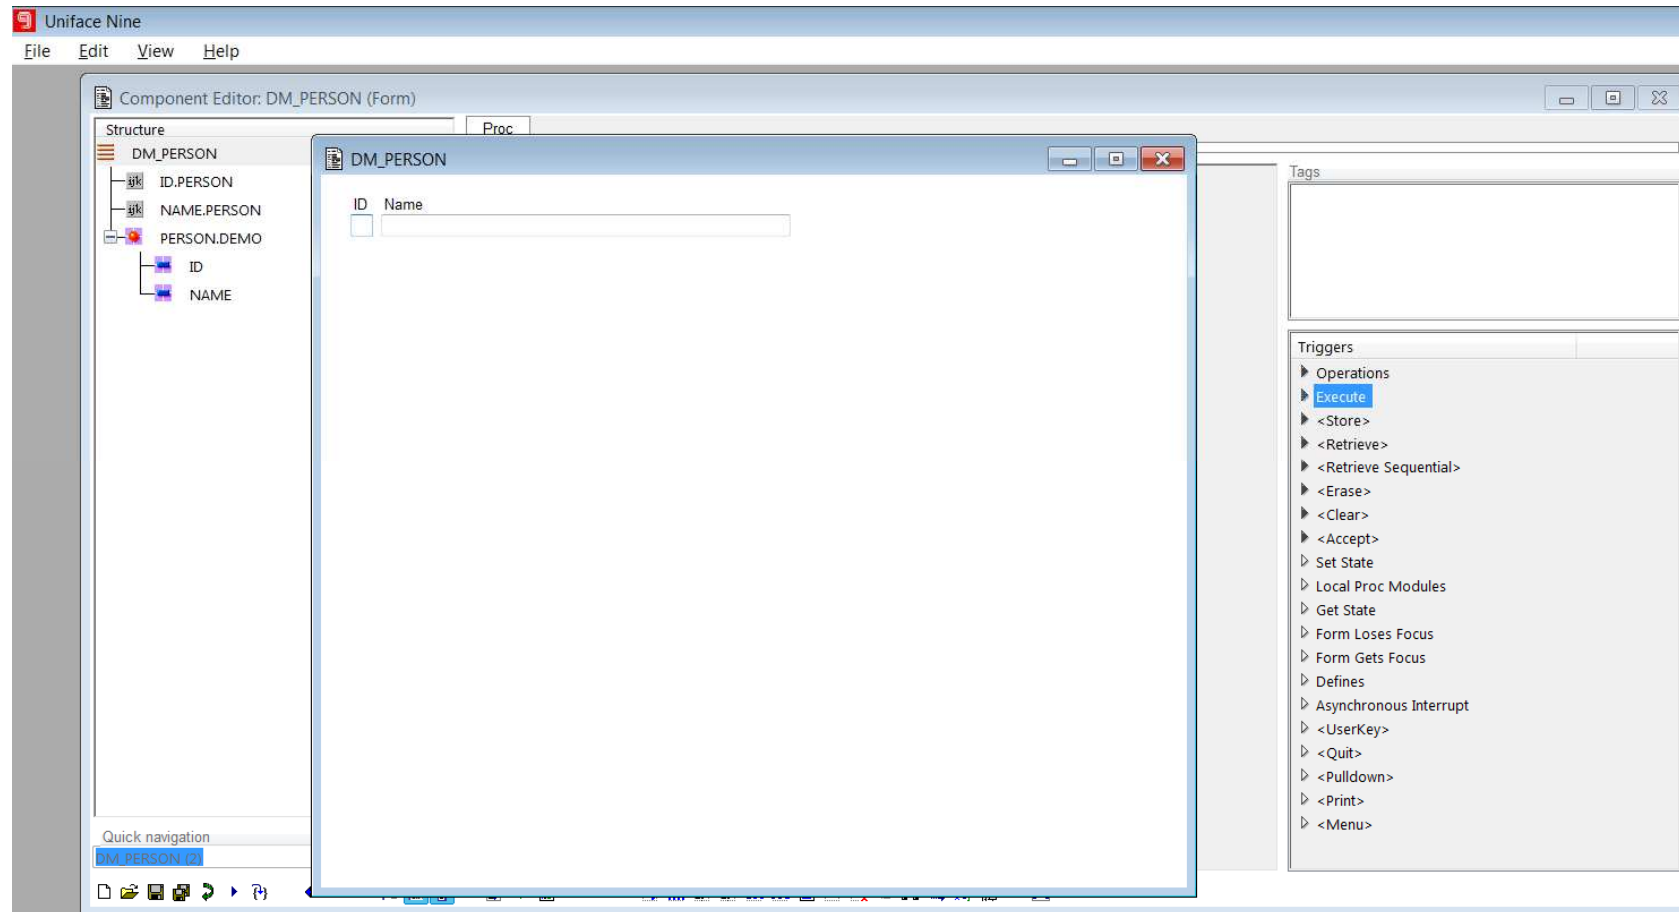 Uniface Nine
File Edit View Help
Component Editor: DM_PERSON (Form)
Structure
Proc
DM_PERSON
ID.PERSON
NAME.PERSON
PERSON.DEMO
ID
NAME
DM_PERSON
ID Name
Tags
Triggers
Operations
Execute
<Store>
<Retrieve>
<Retrieve Sequential>
<Erase>
<Clear>
<Accept>
Set State
Local Proc Modules
Get State
Form Loses Focus
Form Gets Focus
Defines
Asynchronous Interrupt
<UserKey>
<Quit>
<Pulldown>
<Print>
<Menu>
Quick navigation
DM_PERSON (2)